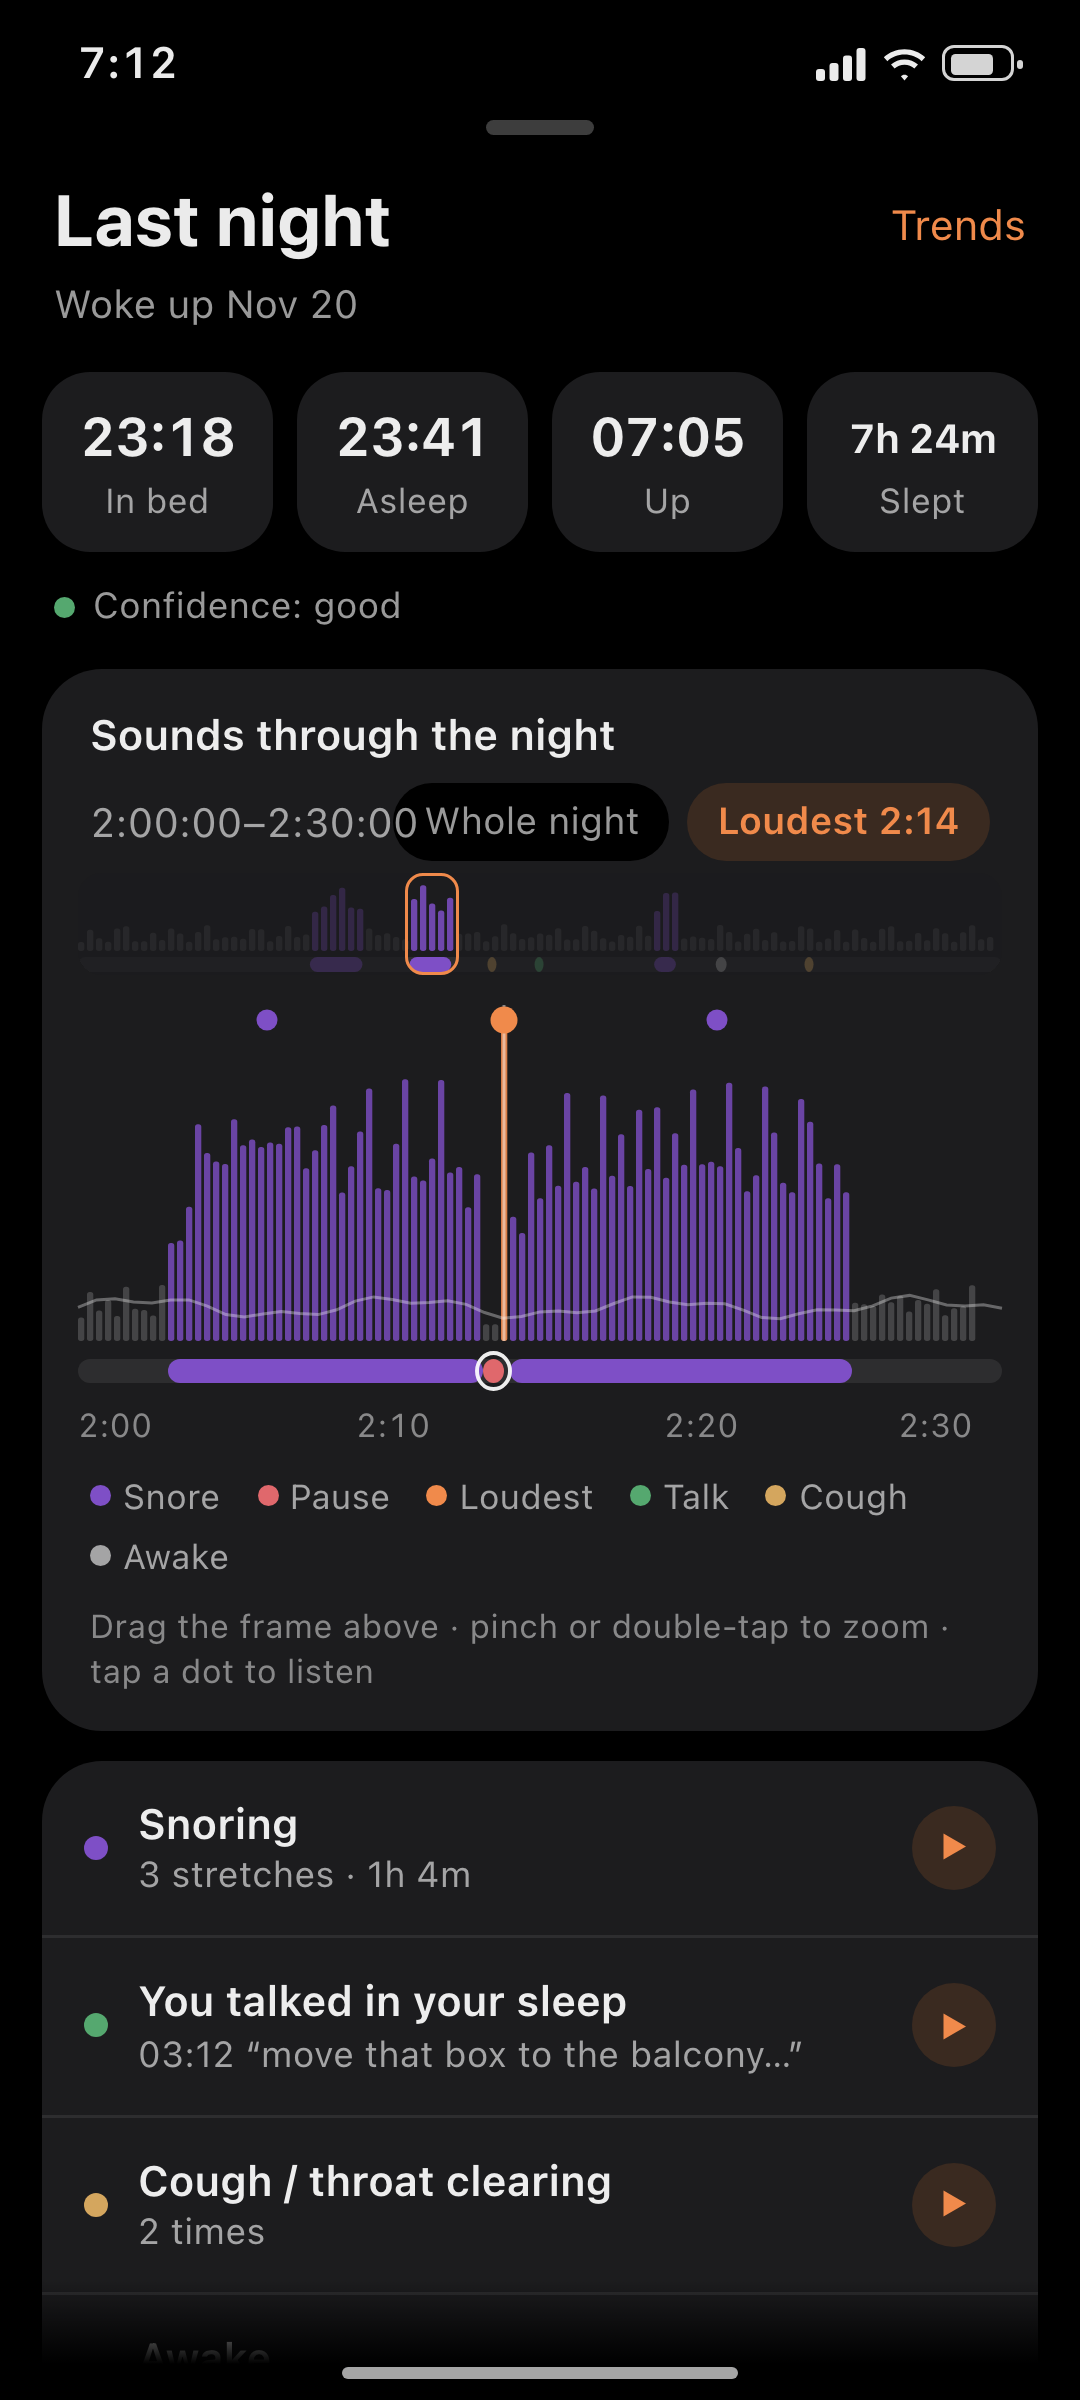 7:12
Last night
Trends
Woke up Nov 20
23:18
In bed
23:41
Asleep
07:05
Up
7h 24m
Slept
Confidence: good
Sounds through the night
2:00:00–2:30:00
Whole night
Loudest 2:14
2:00
2:10
2:20
2:30
Snore
Pause
Loudest
Talk
Cough
Awake
Drag the frame above · pinch or double-tap to zoom ·
tap a dot to listen
Snoring
3 stretches · 1h 4m
You talked in your sleep
03:12 “move that box to the balcony…”
Cough / throat clearing
2 times
Awake